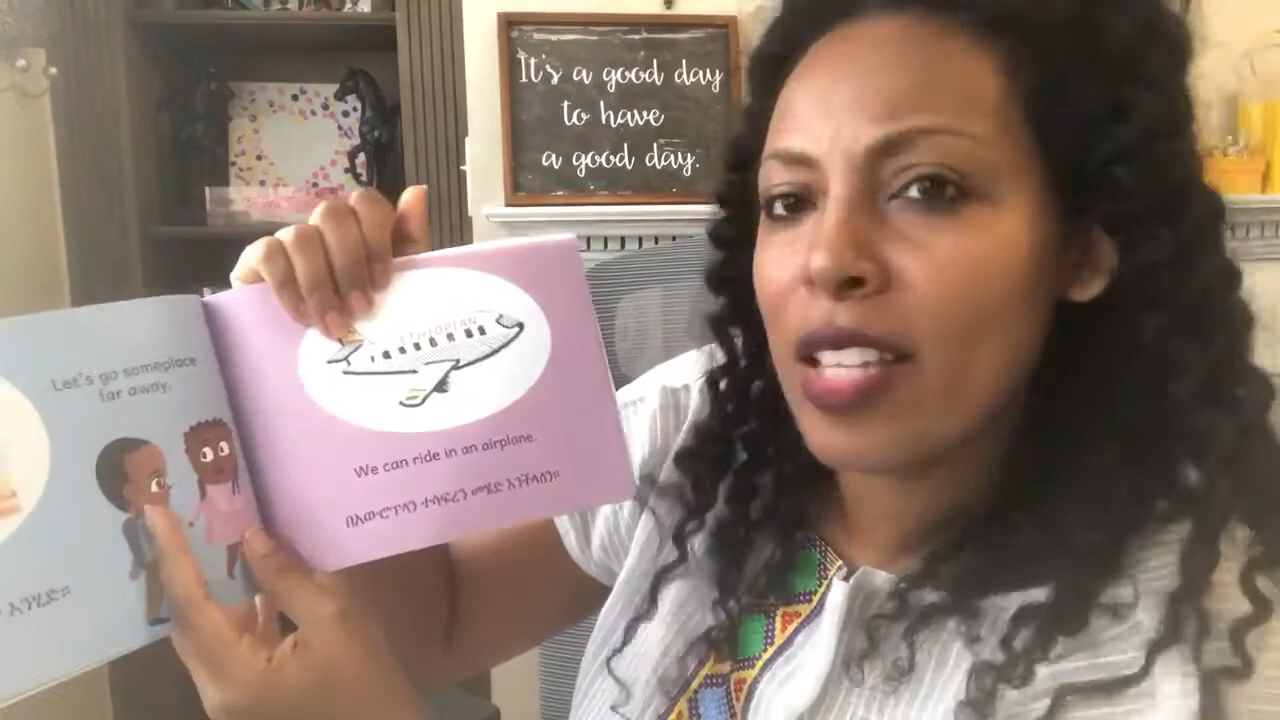 It's a good day
to have
a good day.
Let's go someplace
far away.
እንሂድ።
ETHIOPIAN
We can ride in an airplane.
በአውሮፕላን ተሳፍረን መሄድ እንችላለን።